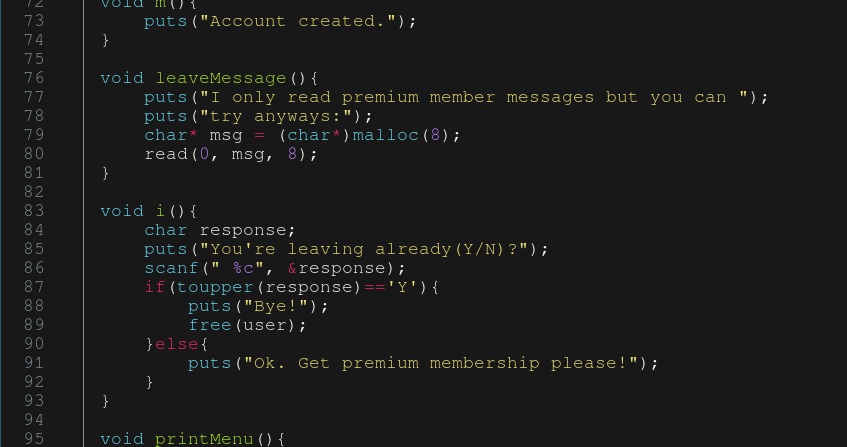 72 void m(){
73 puts("Account created.");
74 }
75
76 void leaveMessage(){
77 puts("I only read premium member messages but you can ");
78 puts("try anyways:");
79 char* msg = (char*)malloc(8);
80 read(0, msg, 8);
81 }
82
83 void i(){
84 char response;
85 puts("You're leaving already(Y/N)?");
86 scanf(" %c", &response);
87 if(toupper(response)=='Y'){
88 puts("Bye!");
89 free(user);
90 }else{
91 puts("Ok. Get premium membership please!");
92 }
93 }
94
95 void printMenu(){